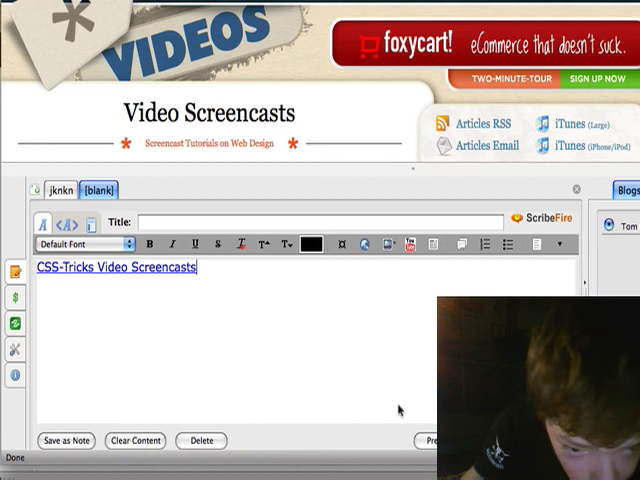 *
VIDEOS
foxycart! eCommerce that doesn't suck.
TWO-MINUTE-TOUR SIGN UP NOW
Video Screencasts
* Screencast Tutorials on Web Design *
Articles RSS iTunes (Large)
Articles Email iTunes (iPhone/iPod)
jknkn [blank] Blogs
A <A> Title: ScribeFire
Tom
Default Font B I U S T T T
You Tube
CSS-Tricks Video Screencasts
$
Save as Note Clear Content Delete
Done